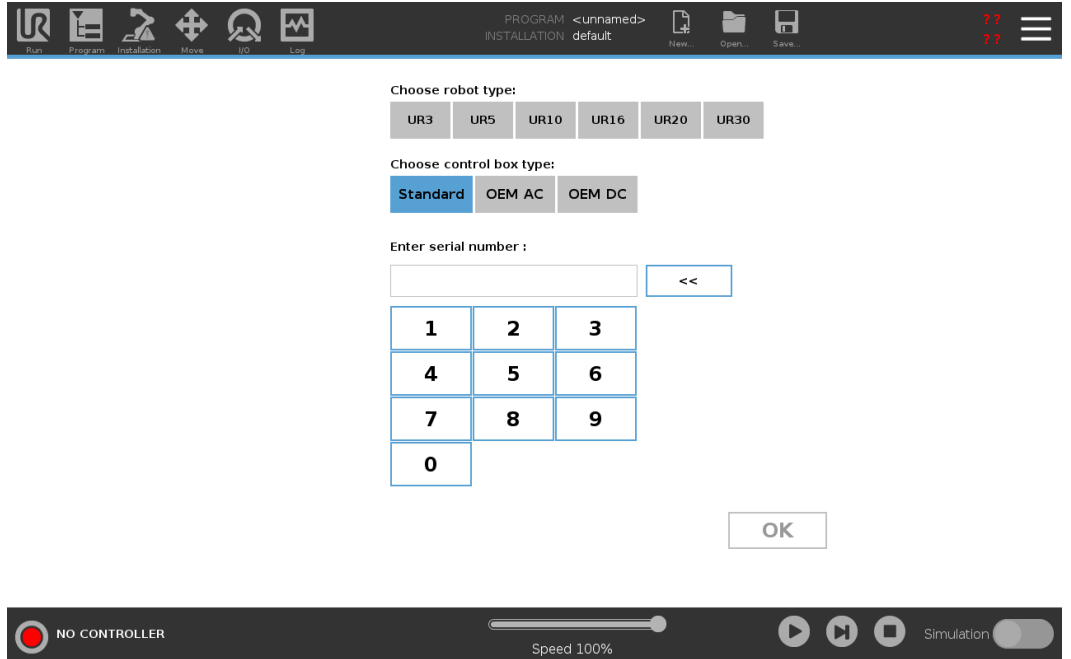 UR
PROGRAM <unnamed>
INSTALLATION default
? ?
? ?
Run Program Installation Move I/O Log New... Open... Save...
Choose robot type:
UR3 UR5 UR10 UR16 UR20 UR30
Choose control box type:
Standard OEM AC OEM DC
Enter serial number :
<<
1 2 3
4 5 6
7 8 9
0
OK
NO CONTROLLER
Speed 100%
Simulation